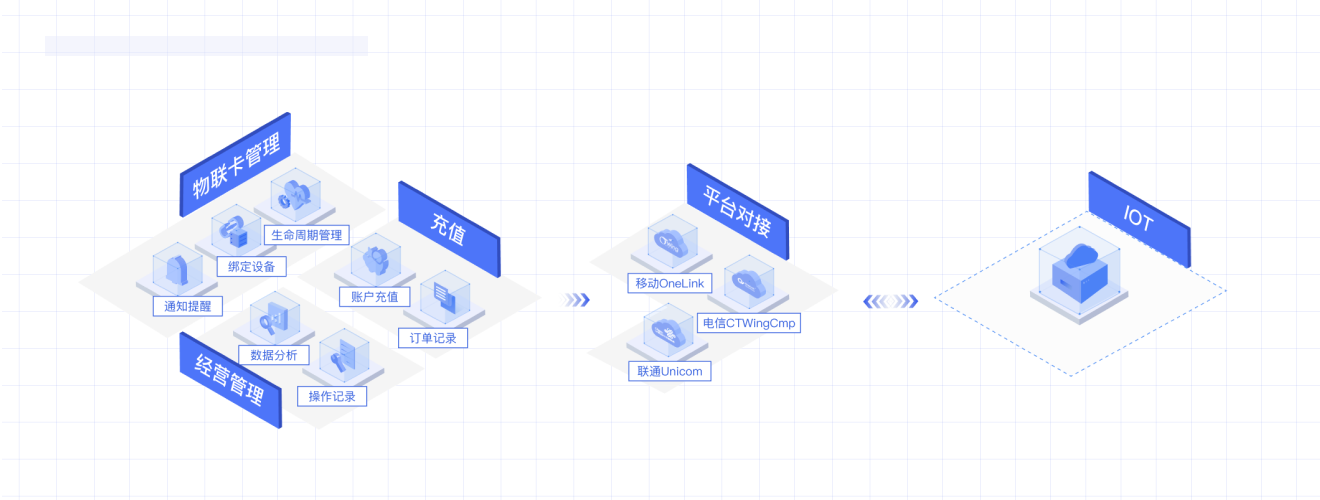 物联卡管理
生命周期管理
绑定设备
通知提醒
充值
账户充值
订单记录
数据分析
操作记录
经营管理
平台对接
移动OneLink
电信CTWingCmp
联通Unicom
IOT